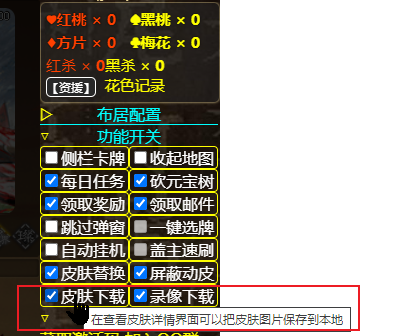 ♥红桃 × 0 ♠黑桃 × 0
♦方片 × 0 ♣梅花 × 0
红杀 × 0黑杀 × 0
【资援】 花色记录
▷ 布居配置
▽ 功能开关
侧栏卡牌 收起地图
每日任务 砍元宝树
领取奖励 领取邮件
跳过弹窗 一键选牌
自动挂机 盖主速刷
皮肤替换 屏蔽动皮
皮肤下载 录像下载
▽
在查看皮肤详情界面可以把皮肤图片保存到本地